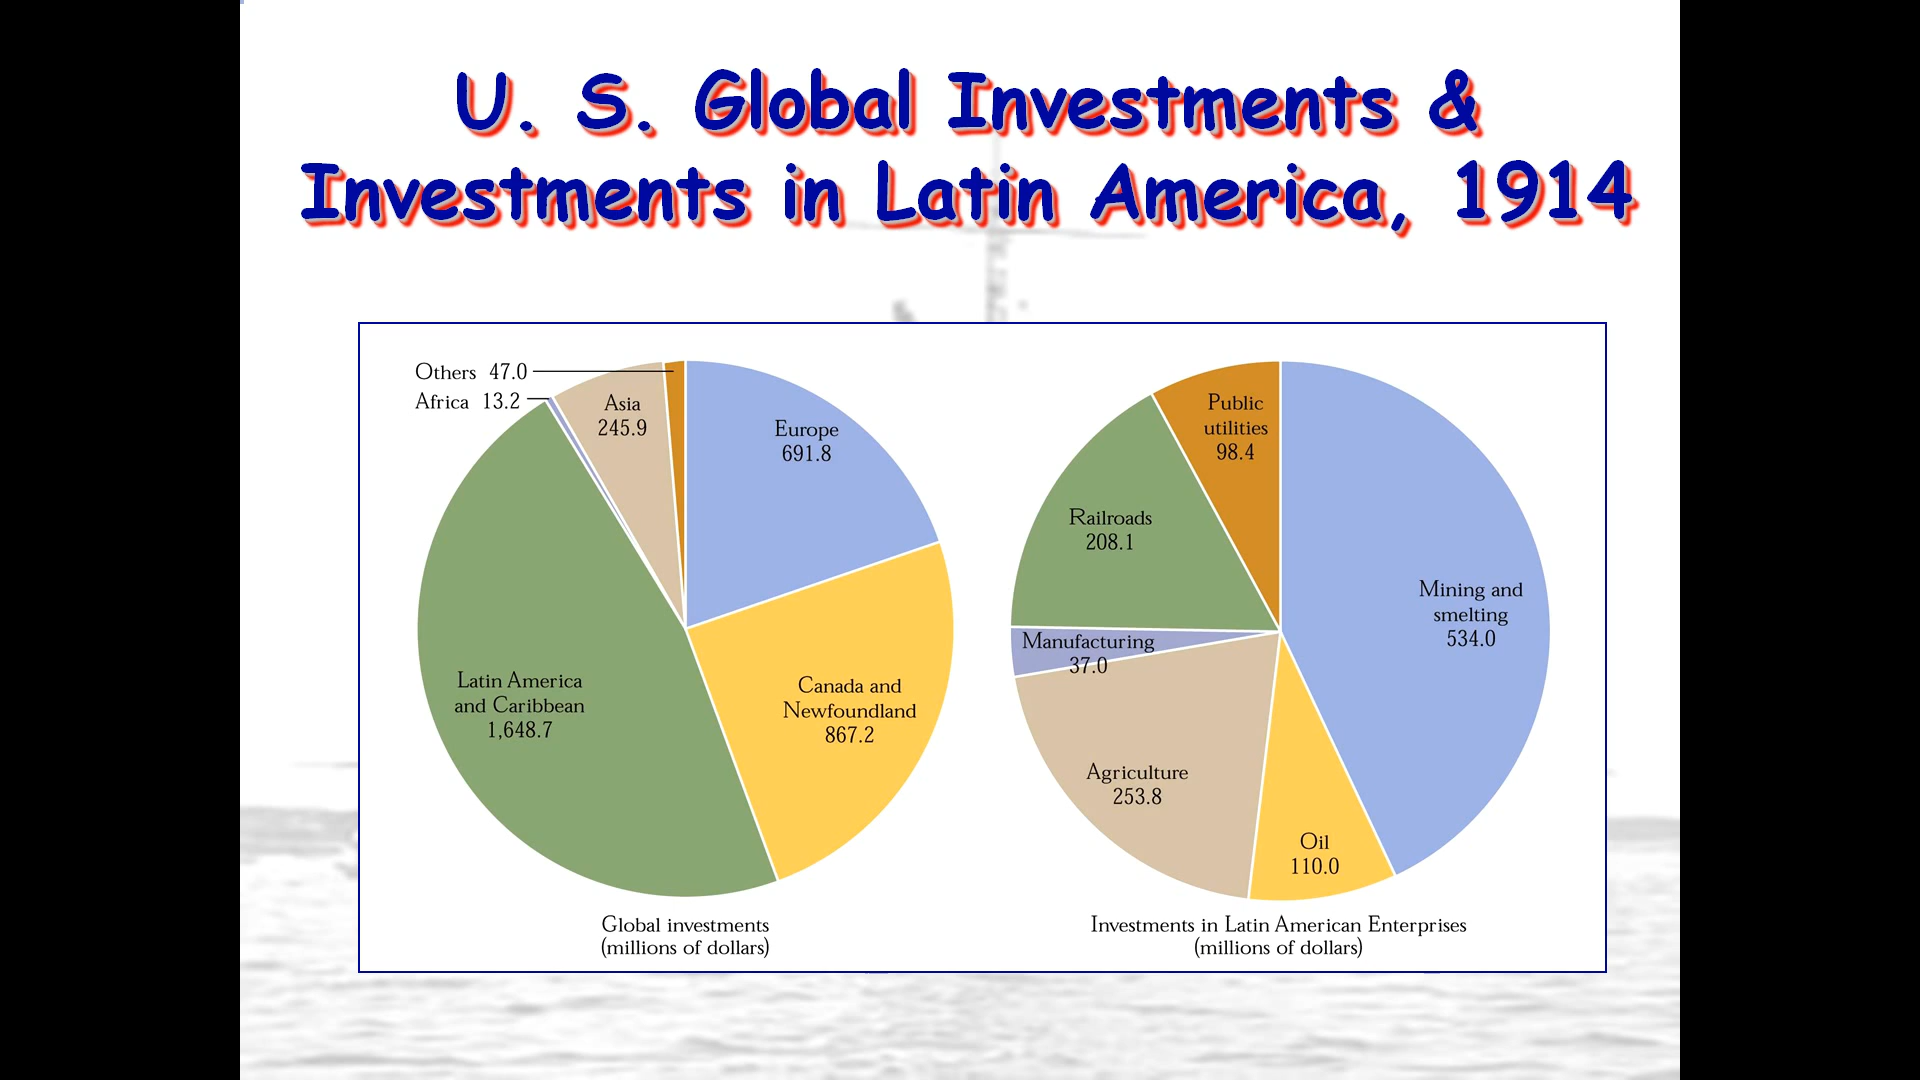 U. S. Global Investments &
Investments in Latin America, 1914
Others 47.0
Africa 13.2
Asia
245.9
Europe
691.8
Latin America
and Caribbean
1,648.7
Canada and
Newfoundland
867.2
Global investments
(millions of dollars)
Public
utilities
98.4
Railroads
208.1
Mining and
smelting
534.0
Manufacturing
37.0
Agriculture
253.8
Oil
110.0
Investments in Latin American Enterprises
(millions of dollars)